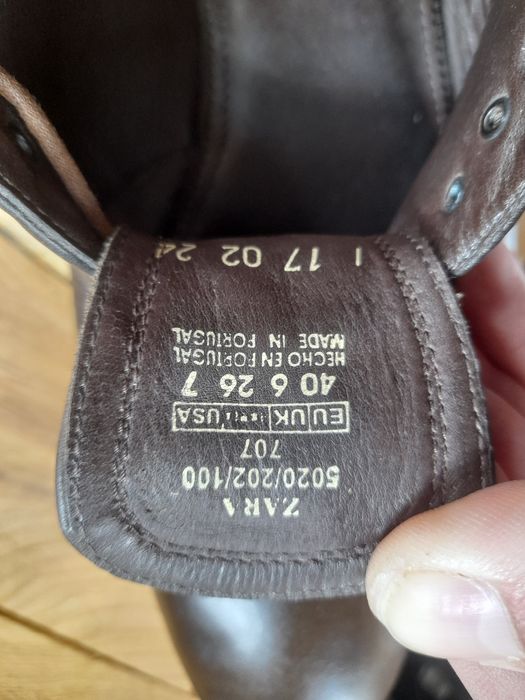 ZARA
5020/202/100
707
EU UK USA
40 6 26 7
HECHO EN PORTUGAL
MADE IN PORTUGAL
I 17 02 24